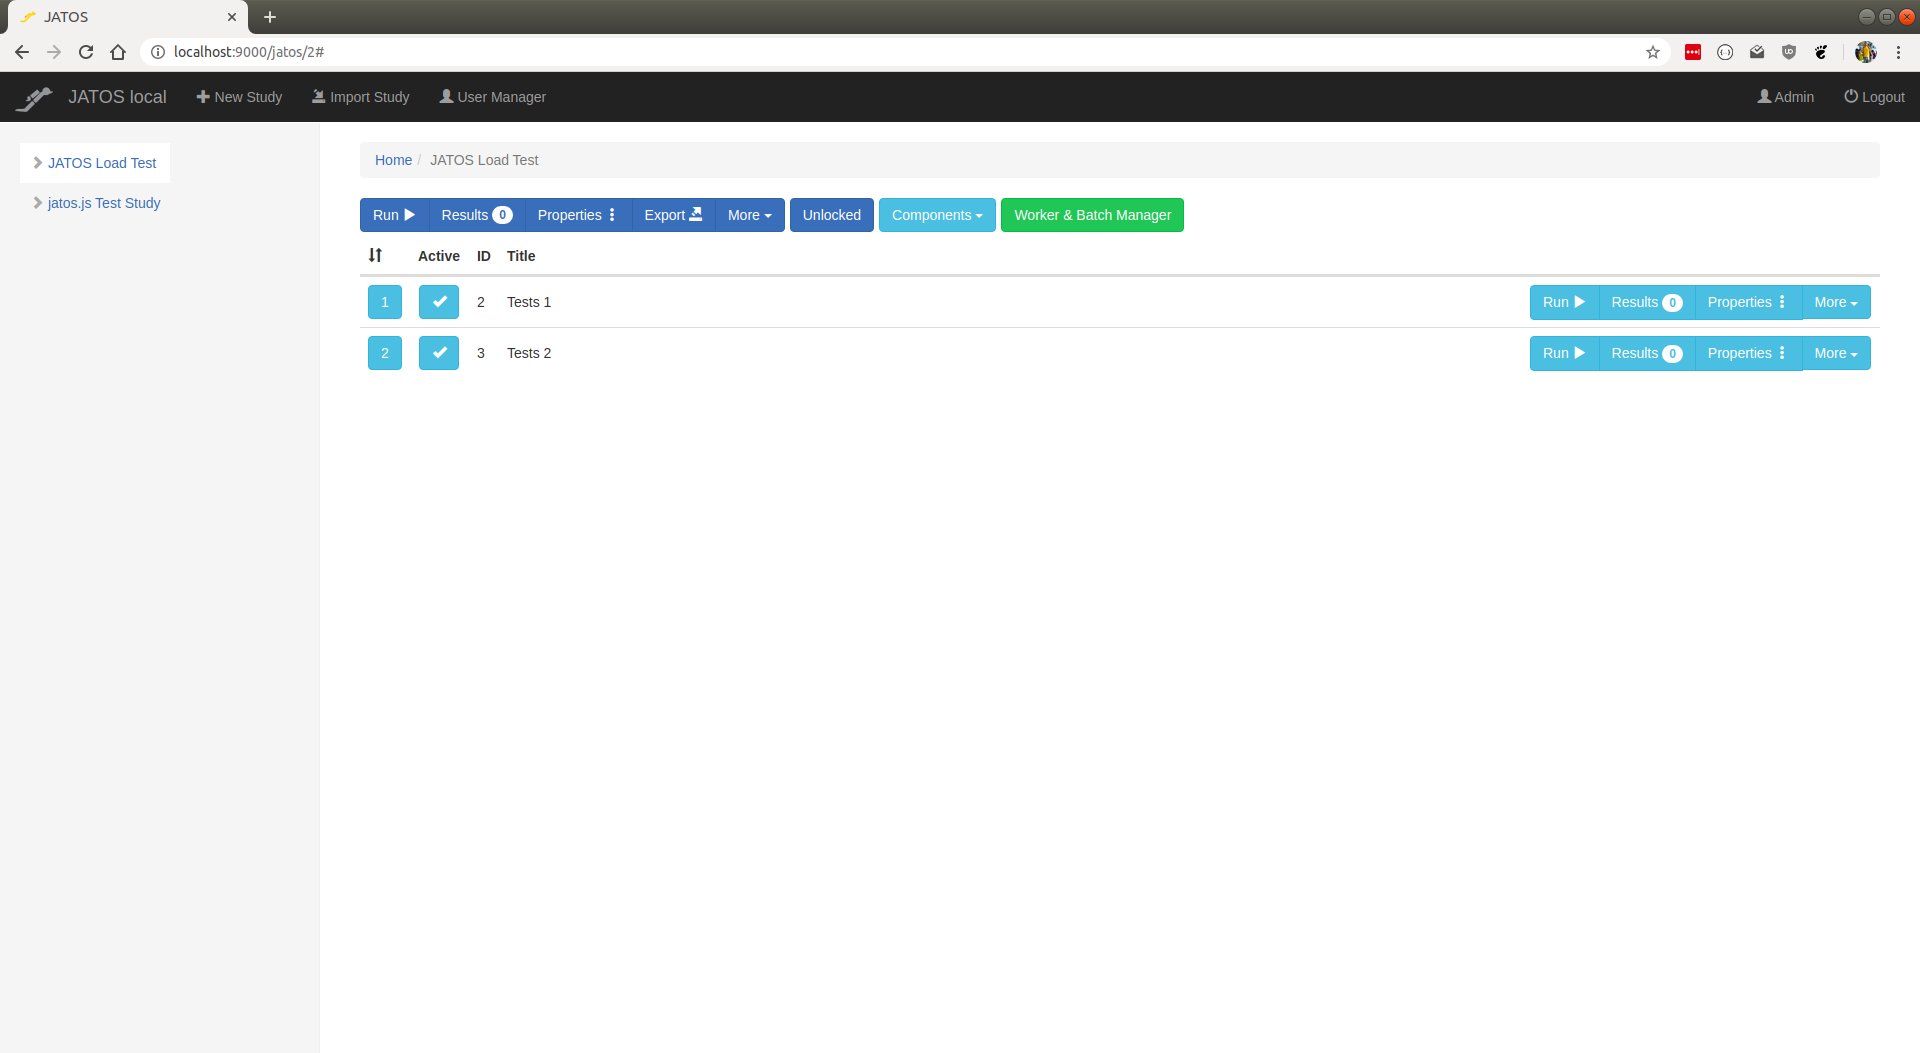 JATOS
localhost:9000/jatos/2#
JATOS local New Study Import Study User Manager Admin Logout
JATOS Load Test
jatos.js Test Study
Home / JATOS Load Test
Run Results 0 Properties Export More Unlocked Components Worker & Batch Manager
Active ID Title
1 2 Tests 1 Run Results 0 Properties More
2 3 Tests 2 Run Results 0 Properties More